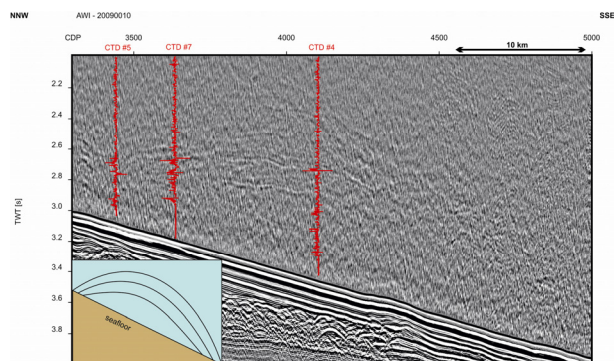 NNW AWI - 20090010 SSE
CDP 3500 4000 4500 5000
CTD #5 CTD #7 CTD #4
10 km
2.2
2.4
2.6
2.8
3.0
3.2
3.4
3.6
3.8
TWT [s]
seafloor